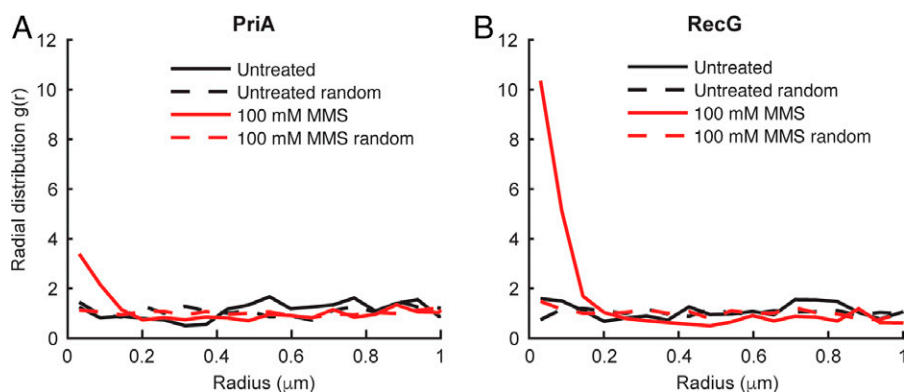 A
PriA
12
10
8
6
4
2
0
Radial distribution g(r)
Untreated
Untreated random
100 mM MMS
100 mM MMS random
0 0.2 0.4 0.6 0.8 1
Radius (μm)
B
RecG
12
10
8
6
4
2
0
Untreated
Untreated random
100 mM MMS
100 mM MMS random
0 0.2 0.4 0.6 0.8 1
Radius (μm)